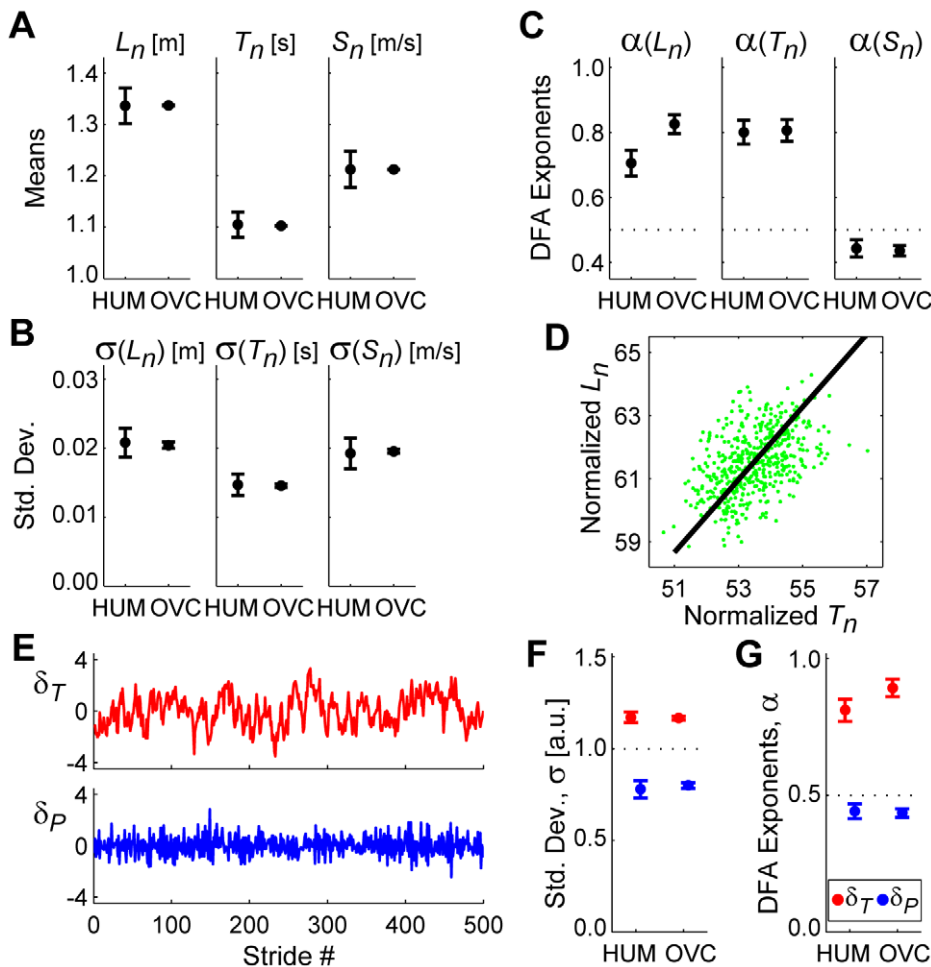 A
L_n [m]
T_n [s]
S_n [m/s]
Means
1.4
1.3
1.2
1.1
1.0
HUM OVC
HUM OVC
HUM OVC
B
σ(L_n) [m]
σ(T_n) [s]
σ(S_n) [m/s]
Std. Dev.
0.03
0.02
0.01
0.00
HUM OVC
HUM OVC
HUM OVC
C
α(L_n)
α(T_n)
α(S_n)
DFA Exponents
1.0
0.8
0.6
0.4
HUM OVC
HUM OVC
HUM OVC
D
Normalized L_n
65
63
61
59
51 53 55 57
Normalized T_n
E
δ_T
4
0
-4
δ_P
4
0
-4
0 100 200 300 400 500
Stride #
F
Std. Dev., σ [a.u.]
1.5
1.0
0.5
0.0
HUM OVC
G
DFA Exponents, α
1.0
0.5
0.0
δ_T δ_P
HUM OVC